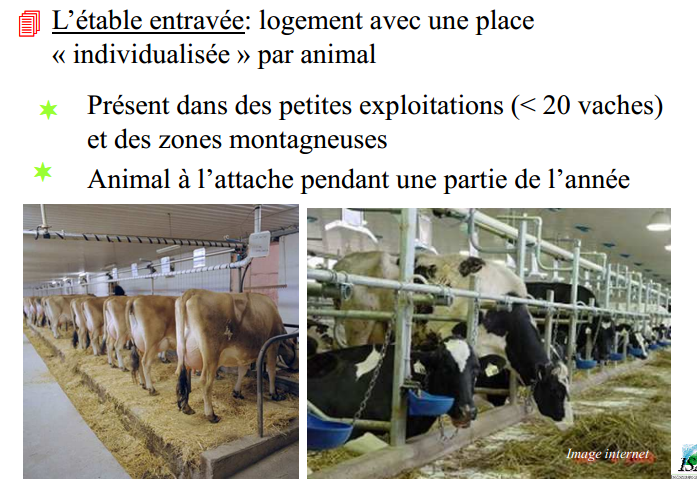 L’étable entravée: logement avec une place
« individualisée » par animal
Présent dans des petites exploitations (< 20 vaches)
et des zones montagneuses
Animal à l’attache pendant une partie de l’année
Image internet